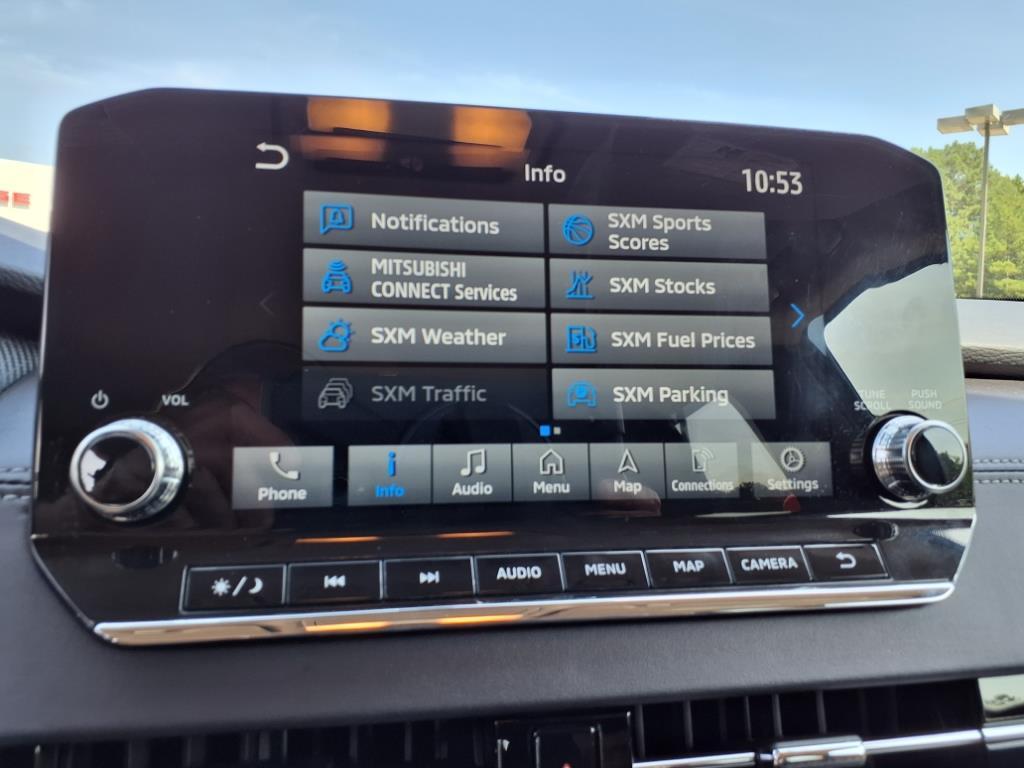 Info
10:53
Notifications
SXM Sports
Scores
MITSUBISHI
CONNECT Services
SXM Stocks
SXM Weather
SXM Fuel Prices
SXM Traffic
SXM Parking
VOL
TUNE
SCROLL
PUSH
SOUND
Phone
Info
Audio
Menu
Map
Connections
Settings
AUDIO
MENU
MAP
CAMERA